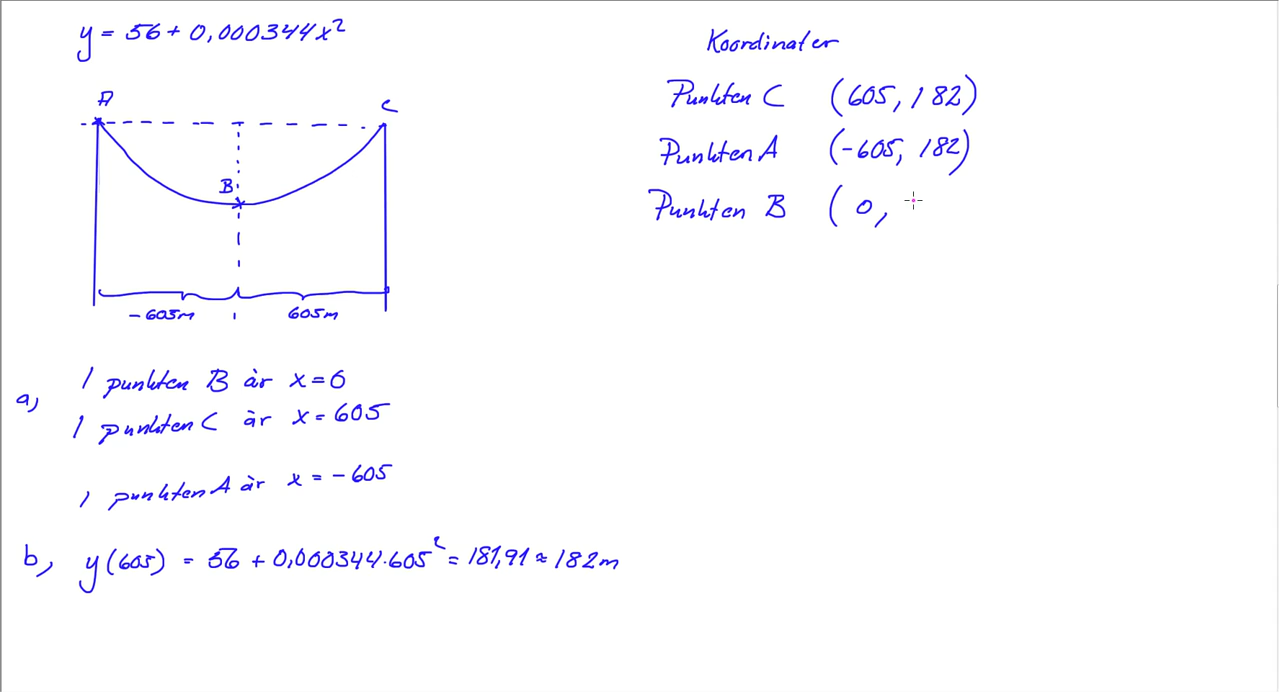 y = 56 + 0,000344x²
A
C
B
-605m
605m
a) I punkten B är x = 0
I punkten C är x = 605
I punkten A är x = -605
b) y(605) = 56 + 0,000344·605² = 181,91 ≈ 182m
Koordinater
Punkten C (605, 182)
Punkten A (-605, 182)
Punkten B (0,